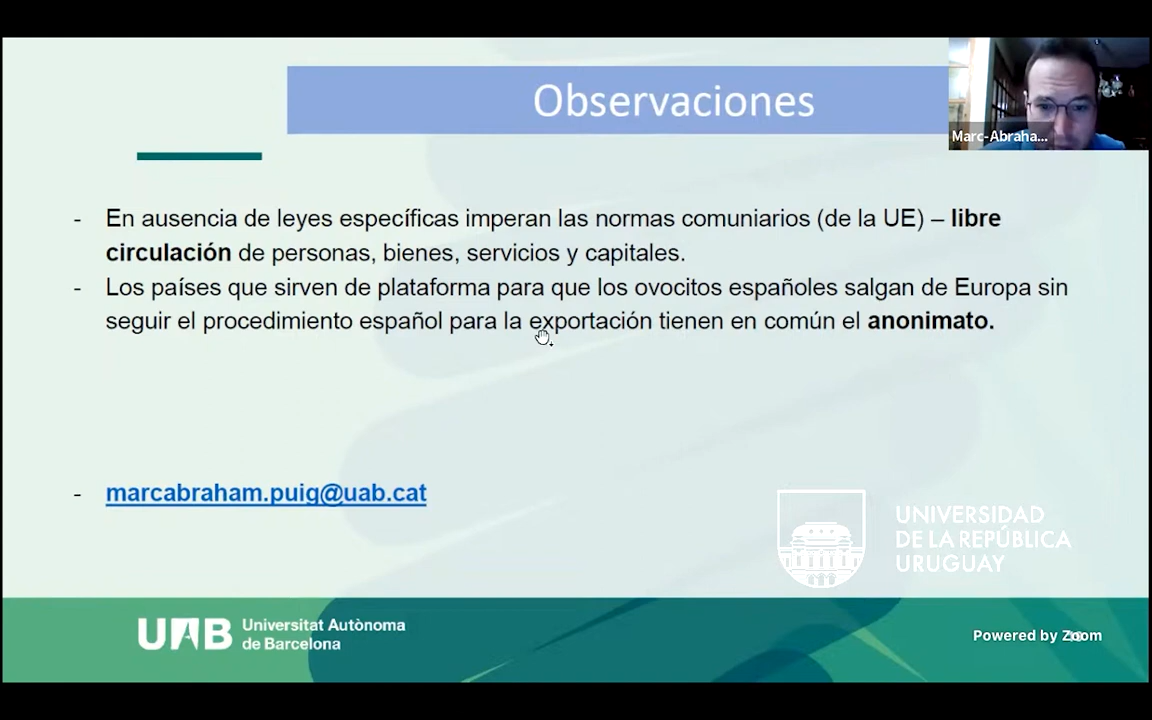 Observaciones
Marc-Abraha...
- En ausencia de leyes específicas imperan las normas comuniarios (de la UE) – libre
circulación de personas, bienes, servicios y capitales.
- Los países que sirven de plataforma para que los ovocitos españoles salgan de Europa sin
seguir el procedimiento español para la exportación tienen en común el anonimato.
- marcabraham.puig@uab.cat
UNIVERSIDAD
DE LA REPÚBLICA
URUGUAY
UAB Universitat Autònoma
de Barcelona
Powered by Zoom